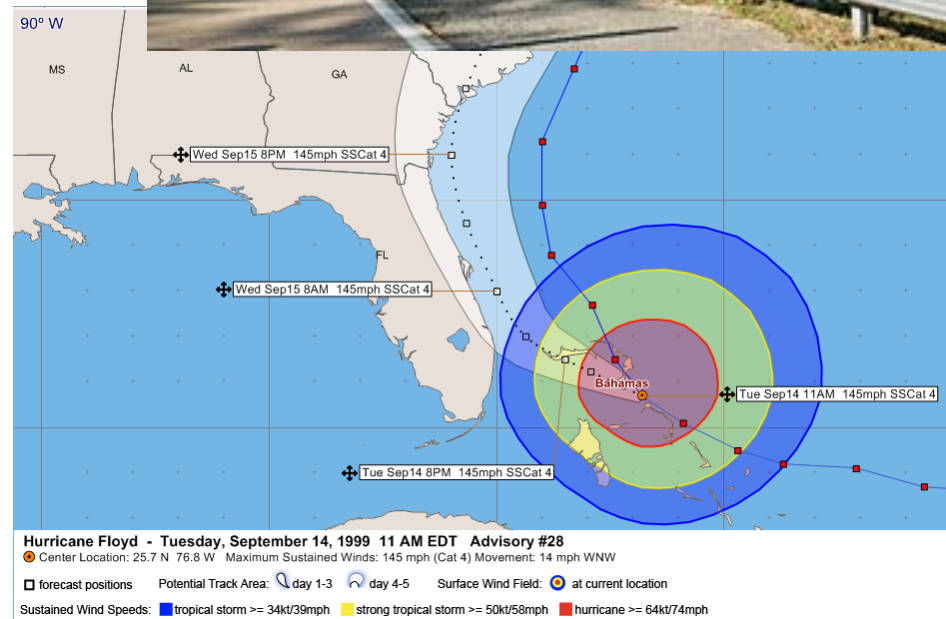 90º W
MS
AL
GA
Wed Sep15 8PM  145mph SSCat 4
FL
Wed Sep15 8AM  145mph SSCat 4
Bahamas
Tue Sep14 11AM  145mph SSCat 4
Tue Sep14 8PM  145mph SSCat 4
Hurricane Floyd  -  Tuesday, September 14, 1999  11 AM EDT   Advisory #28
Center Location: 25.7 N  76.8 W   Maximum Sustained Winds: 145 mph (Cat 4) Movement: 14 mph WNW
forecast positions   Potential Track Area:   day 1-3   day 4-5   Surface Wind Field:   at current location
Sustained Wind Speeds:   tropical storm >= 34kt/39mph   strong tropical storm >= 50kt/58mph   hurricane >= 64kt/74mph